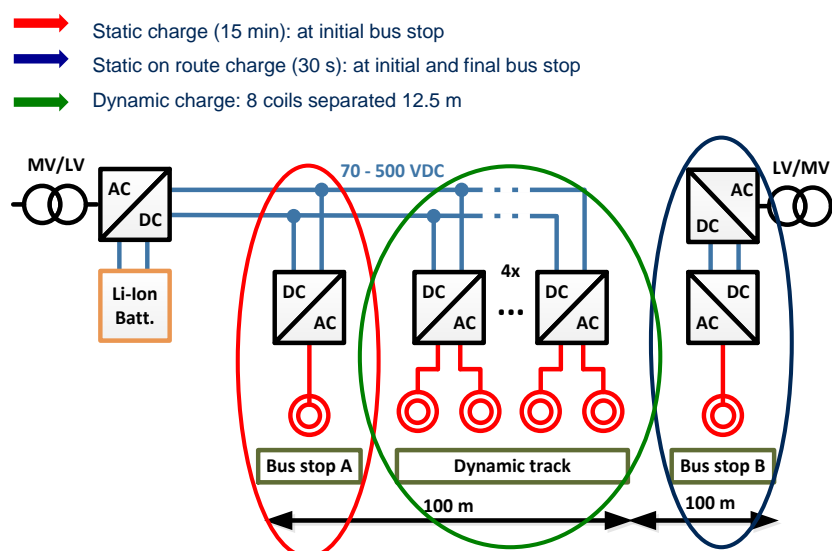 Static charge (15 min): at initial bus stop
Static on route charge (30 s): at initial and final bus stop
Dynamic charge: 8 coils separated 12.5 m
MV/LV
70 - 500 VDC
LV/MV
AC
DC
AC
DC
Li-Ion
Batt.
DC
AC
DC
AC
4x
...
DC
AC
DC
AC
Bus stop A
Dynamic track
Bus stop B
100 m
100 m